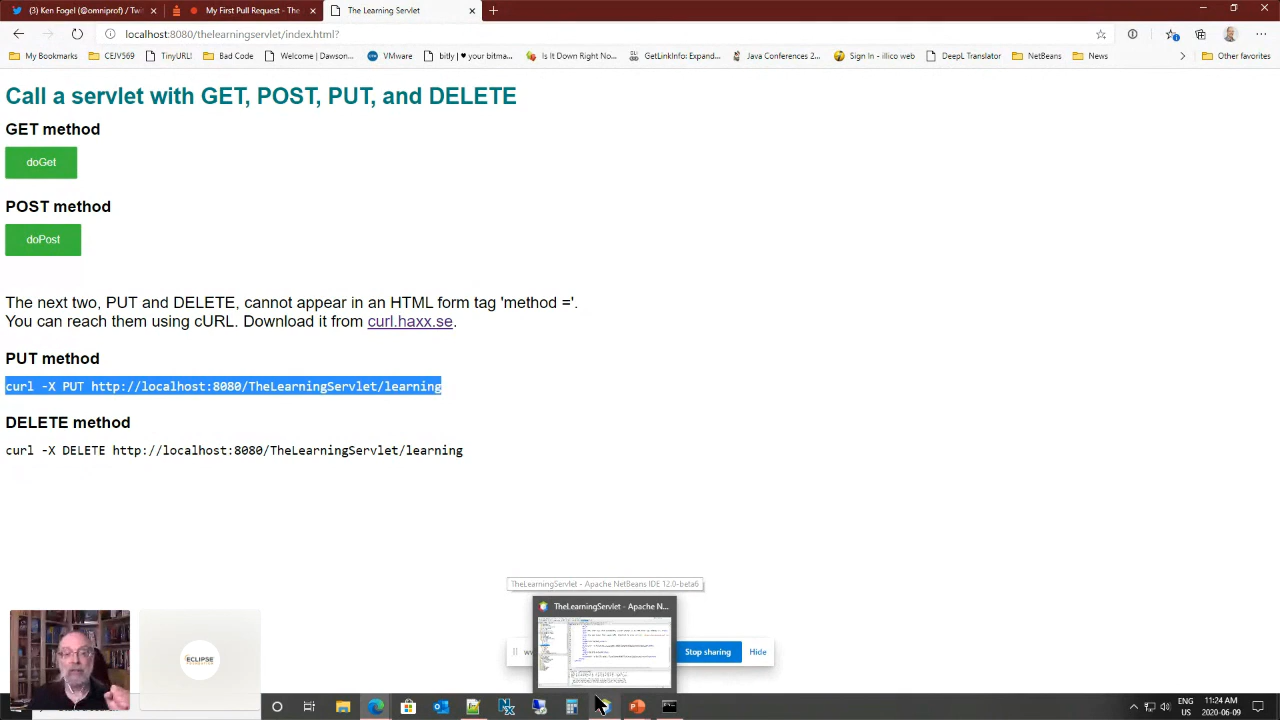 (3) Ken Fogel (@omniprof) / Twi
My First Pull Request - The
The Learning Servlet
localhost:8080/thelearningservlet/index.html?
My Bookmarks CEJV569 TinyURL! Bad Code Welcome | Dawson... VMware bitly | ♥ your bitma... Is It Down Right No... GetLinkInfo: Expand... Java Conferences 2... Sign in - illico web DeepL Translator NetBeans News Other favorites
Call a servlet with GET, POST, PUT, and DELETE
GET method
doGet
POST method
doPost
The next two, PUT and DELETE, cannot appear in an HTML form tag 'method ='.
You can reach them using cURL. Download it from curl.haxx.se.
PUT method
curl -X PUT http://localhost:8080/TheLearningServlet/learning
DELETE method
curl -X DELETE http://localhost:8080/TheLearningServlet/learning
TheLearningServlet - Apache NetBeans IDE 12.0-beta6
TheLearningServlet - Apache N...
Stop sharing Hide
ECLIPSE
ENG
US
11:24 AM
2020-06-09